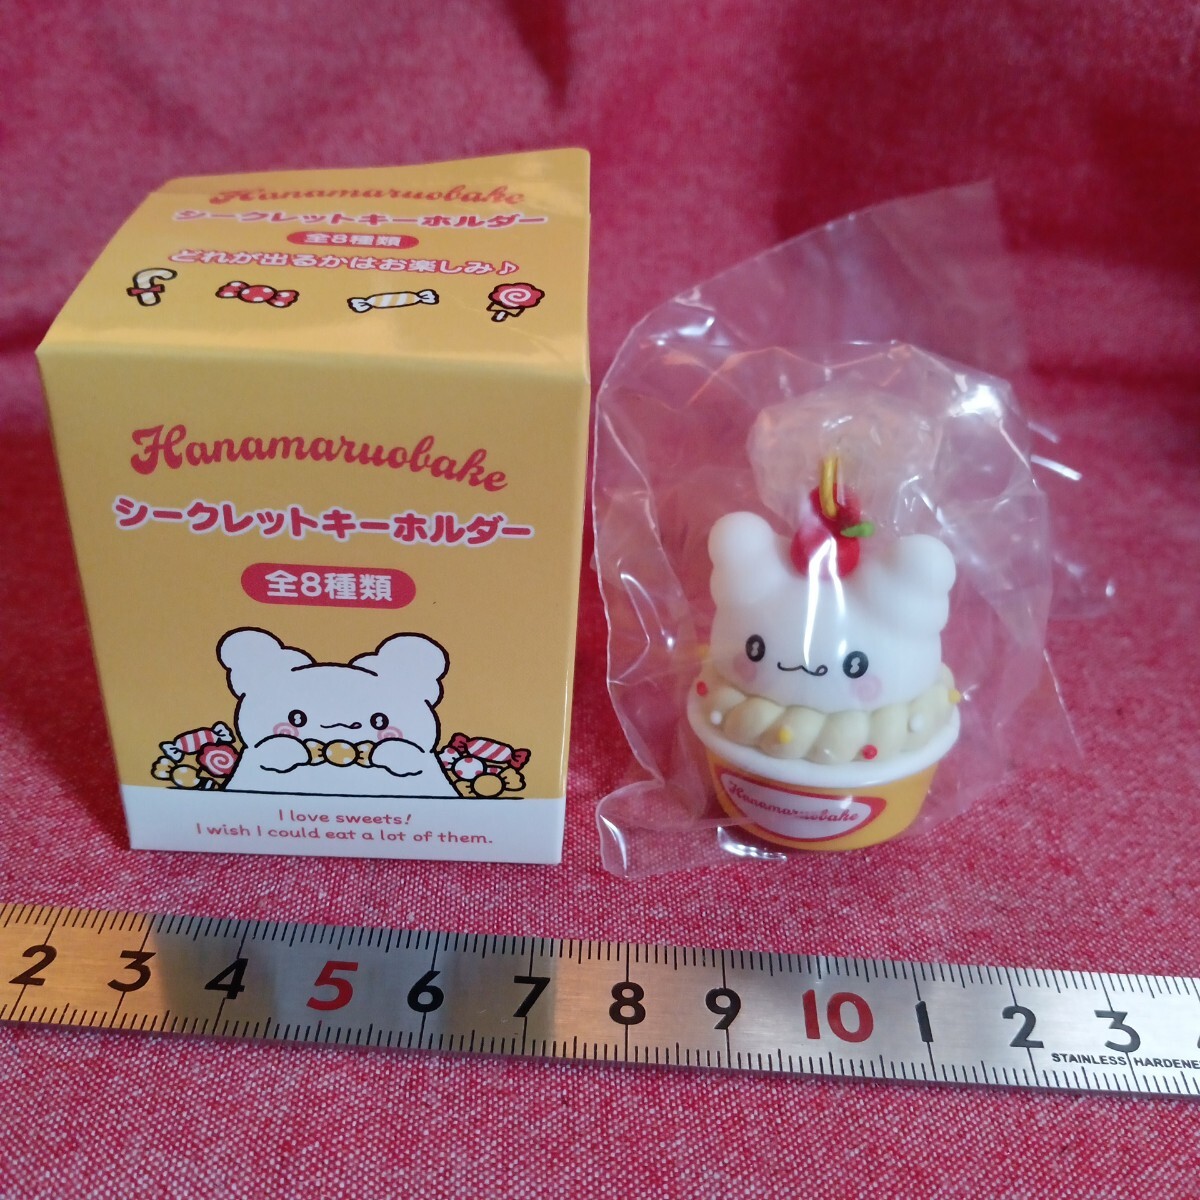 Hanamaruobake
シークレットキーホルダー
全8種類
どれが出るかはお楽しみ♪
Hanamaruobake
シークレットキーホルダー
全8種類
I love sweets!
I wish I could eat a lot of them.
Hanamaruobake
2 3 4 5 6 7 8 9 10 1 2 3
STAINLESS HARDENE